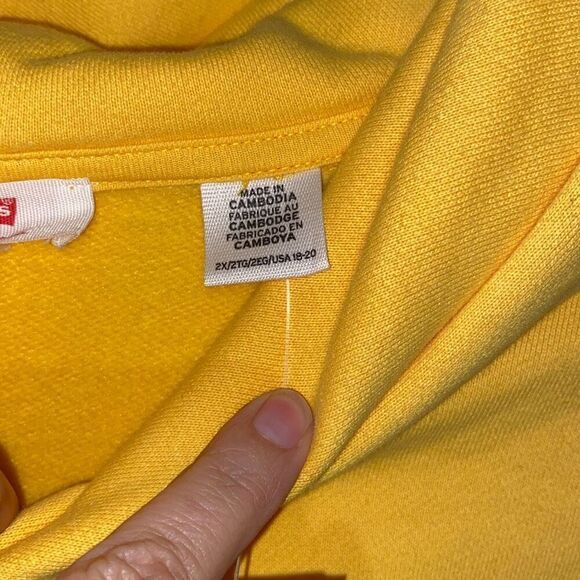 S
MADE IN
CAMBODIA
FABRIQUE AU
CAMBODGE
FABRICADO EN
CAMBOYA
2X/2TG/2EG/USA 18-20